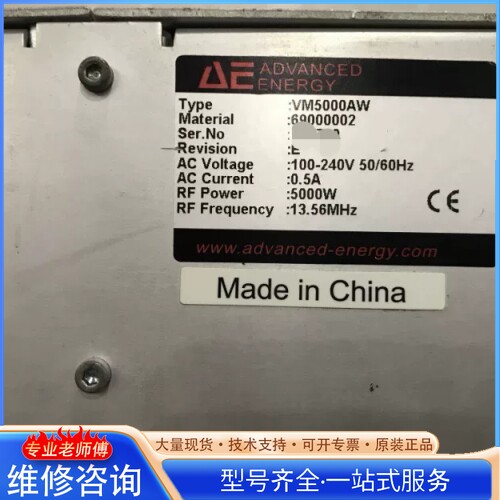 AE ADVANCED
ENERGY
Type :VM5000AW
Material :69000002
Ser.No :
Revision :E
AC Voltage :100-240V 50/60Hz
AC Current :0.5A
RF Power :5000W
RF Frequency :13.56MHz
CE
www.advanced-energy.com
Made in China
专业老师傅
大量现货·技术支持·可开专票·原装正品
维修咨询
型号齐全·一站式服务